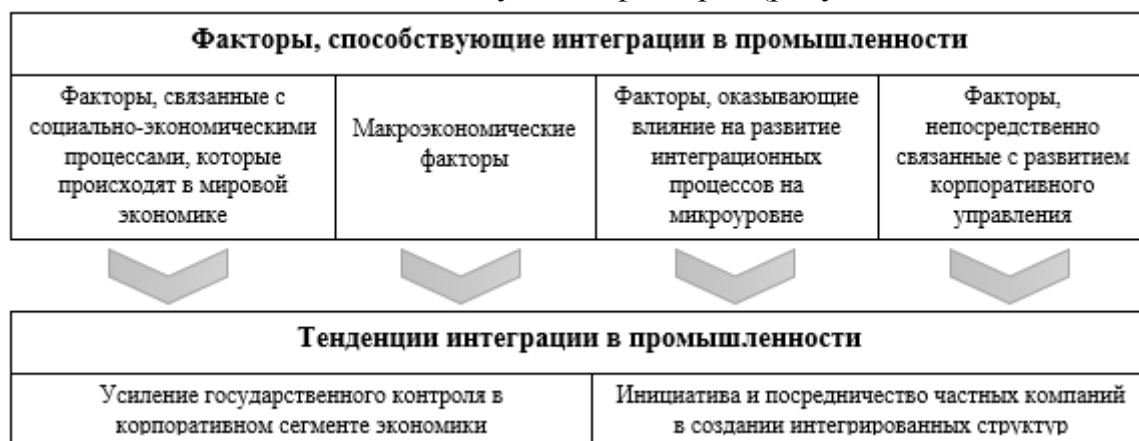 Факторы, способствующие интеграции в промышленности
Факторы, связанные с
социально-экономическими
процессами, которые
происходят в мировой
экономике
Макроэкономические
факторы
Факторы, оказывающие
влияние на развитие
интеграционных
процессов на
микроуровне
Факторы,
непосредственно
связанные с развитием
корпоративного
управления
Тенденции интеграции в промышленности
Усиление государственного контроля в
корпоративном сегменте экономики
Инициатива и посредничество частных компаний
в создании интегрированных структур